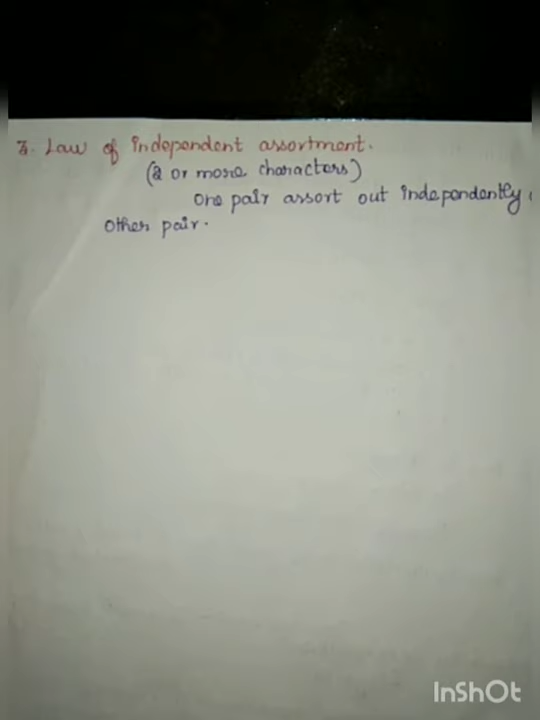 3. Law of independent assortment.
(2 or more characters)
One pair assort out independently
Other pair.
InShOt